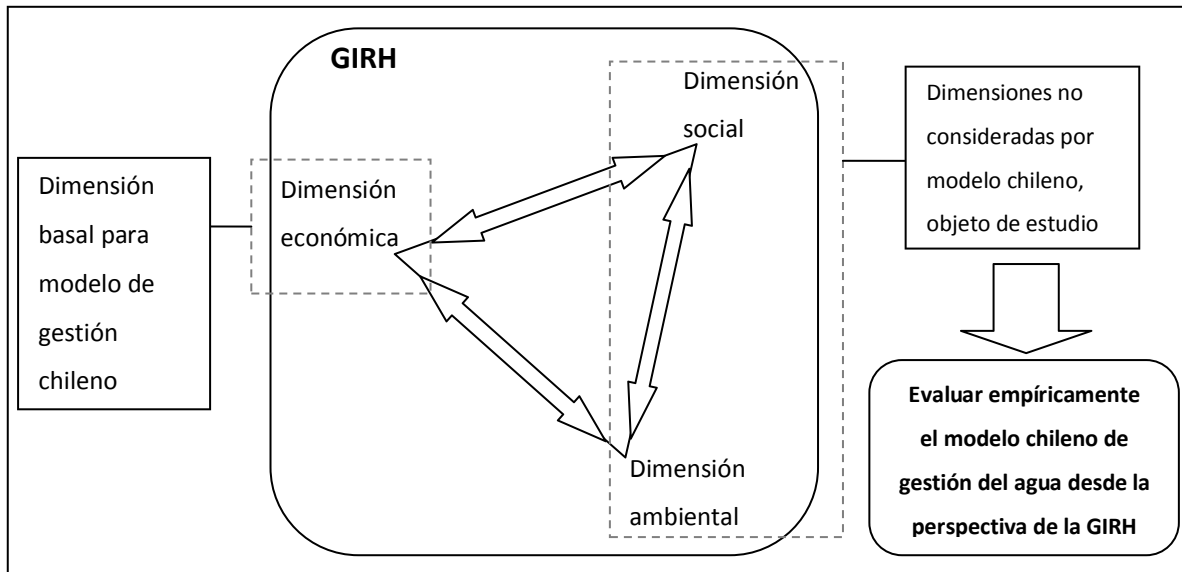 GIRH
Dimensión
basal para
modelo de
gestión
chileno
Dimensión
económica
Dimensión
social
Dimensión
ambiental
Dimensiones no
consideradas por
modelo chileno,
objeto de estudio
Evaluar empíricamente
el modelo chileno de
gestión del agua desde la
perspectiva de la GIRH